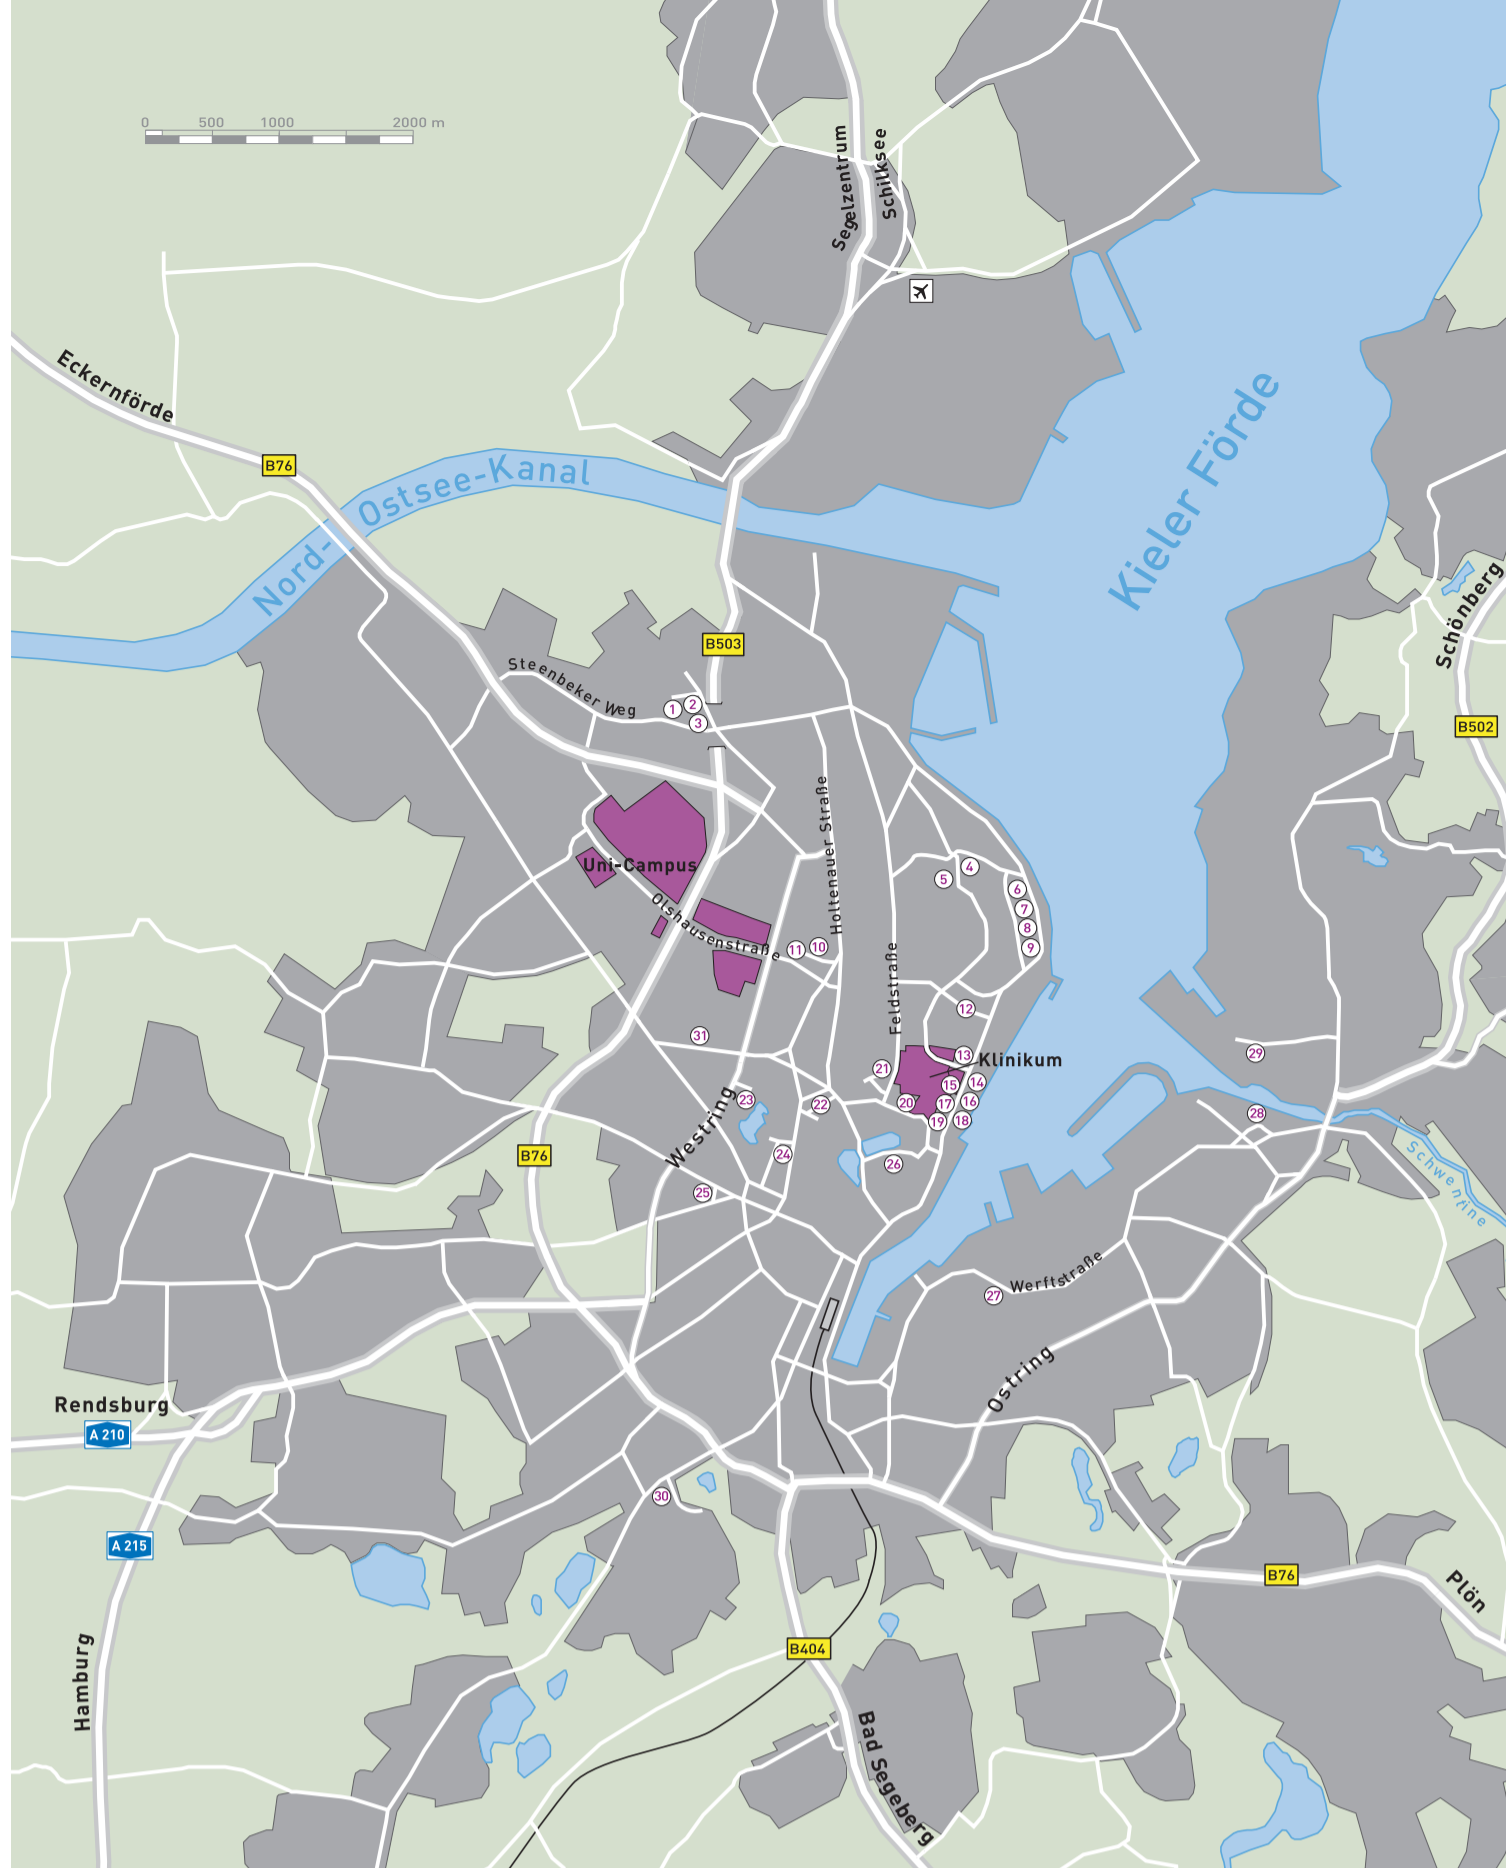 0 500 1000 2000 m
Segelzentrum
Schilksee
Eckernförde
B76
Nord-Ostsee-Kanal
Kieler Förde
Schönberg
B503
Steenbeker Weg
1
2
3
B502
Holtenauer Straße
Uni-Campus
4
5
6
7
8
9
Olshausenstraße
11
10
Feldstraße
12
31
29
13
Klinikum
21
15
14
23
22
20
17
16
28
19
18
Westring
B76
24
26
Schwentine
25
Werftstraße
27
Ostring
Rendsburg
A 210
30
A 215
B76
Plön
Hamburg
B404
Bad Segeberg